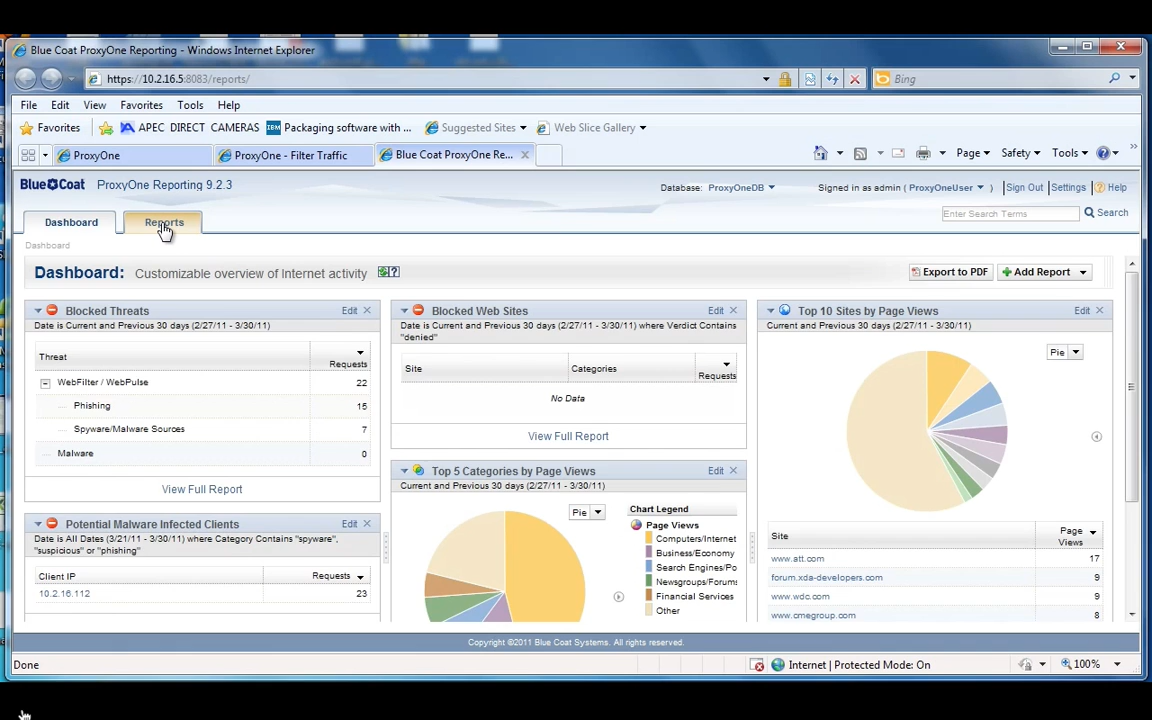 Blue Coat ProxyOne Reporting - Windows Internet Explorer
https://10.2.16.5:8083/reports/
Bing
File Edit View Favorites Tools Help
Favorites APEC DIRECT CAMERAS Packaging software with ... Suggested Sites Web Slice Gallery
ProxyOne ProxyOne - Filter Traffic Blue Coat ProxyOne Re... Page Safety Tools
Blue Coat ProxyOne Reporting 9.2.3 Database: ProxyOneDB Signed in as admin ( ProxyOneUser ) Sign Out Settings Help
Dashboard Reports Enter Search Terms Search
Dashboard
Dashboard: Customizable overview of Internet activity Export to PDF Add Report
Blocked Threats Edit
Date is Current and Previous 30 days (2/27/11 - 3/30/11)
Threat Requests
WebFilter / WebPulse 22
Phishing 15
Spyware/Malware Sources 7
Malware 0
View Full Report
Potential Malware Infected Clients Edit
Date is All Dates (3/21/11 - 3/30/11) where Category Contains "spyware",
"suspicious" or "phishing"
Client IP Requests
10.2.16.112 23
Blocked Web Sites Edit
Date is Current and Previous 30 days (2/27/11 - 3/30/11) where Verdict Contains
"denied"
Site Categories Requests
No Data
View Full Report
Top 5 Categories by Page Views Edit
Current and Previous 30 days (2/27/11 - 3/30/11)
Pie
Chart Legend
Page Views
Computers/Internet
Business/Economy
Search Engines/Po
Newsgroups/Forums
Financial Services
Other
Top 10 Sites by Page Views Edit
Current and Previous 30 days (2/27/11 - 3/30/11)
Pie
Site Page Views
www.att.com 17
forum.xda-developers.com 9
www.wdc.com 9
www.cmegroup.com 8
Copyright ©2011 Blue Coat Systems. All rights reserved.
Done Internet | Protected Mode: On 100%